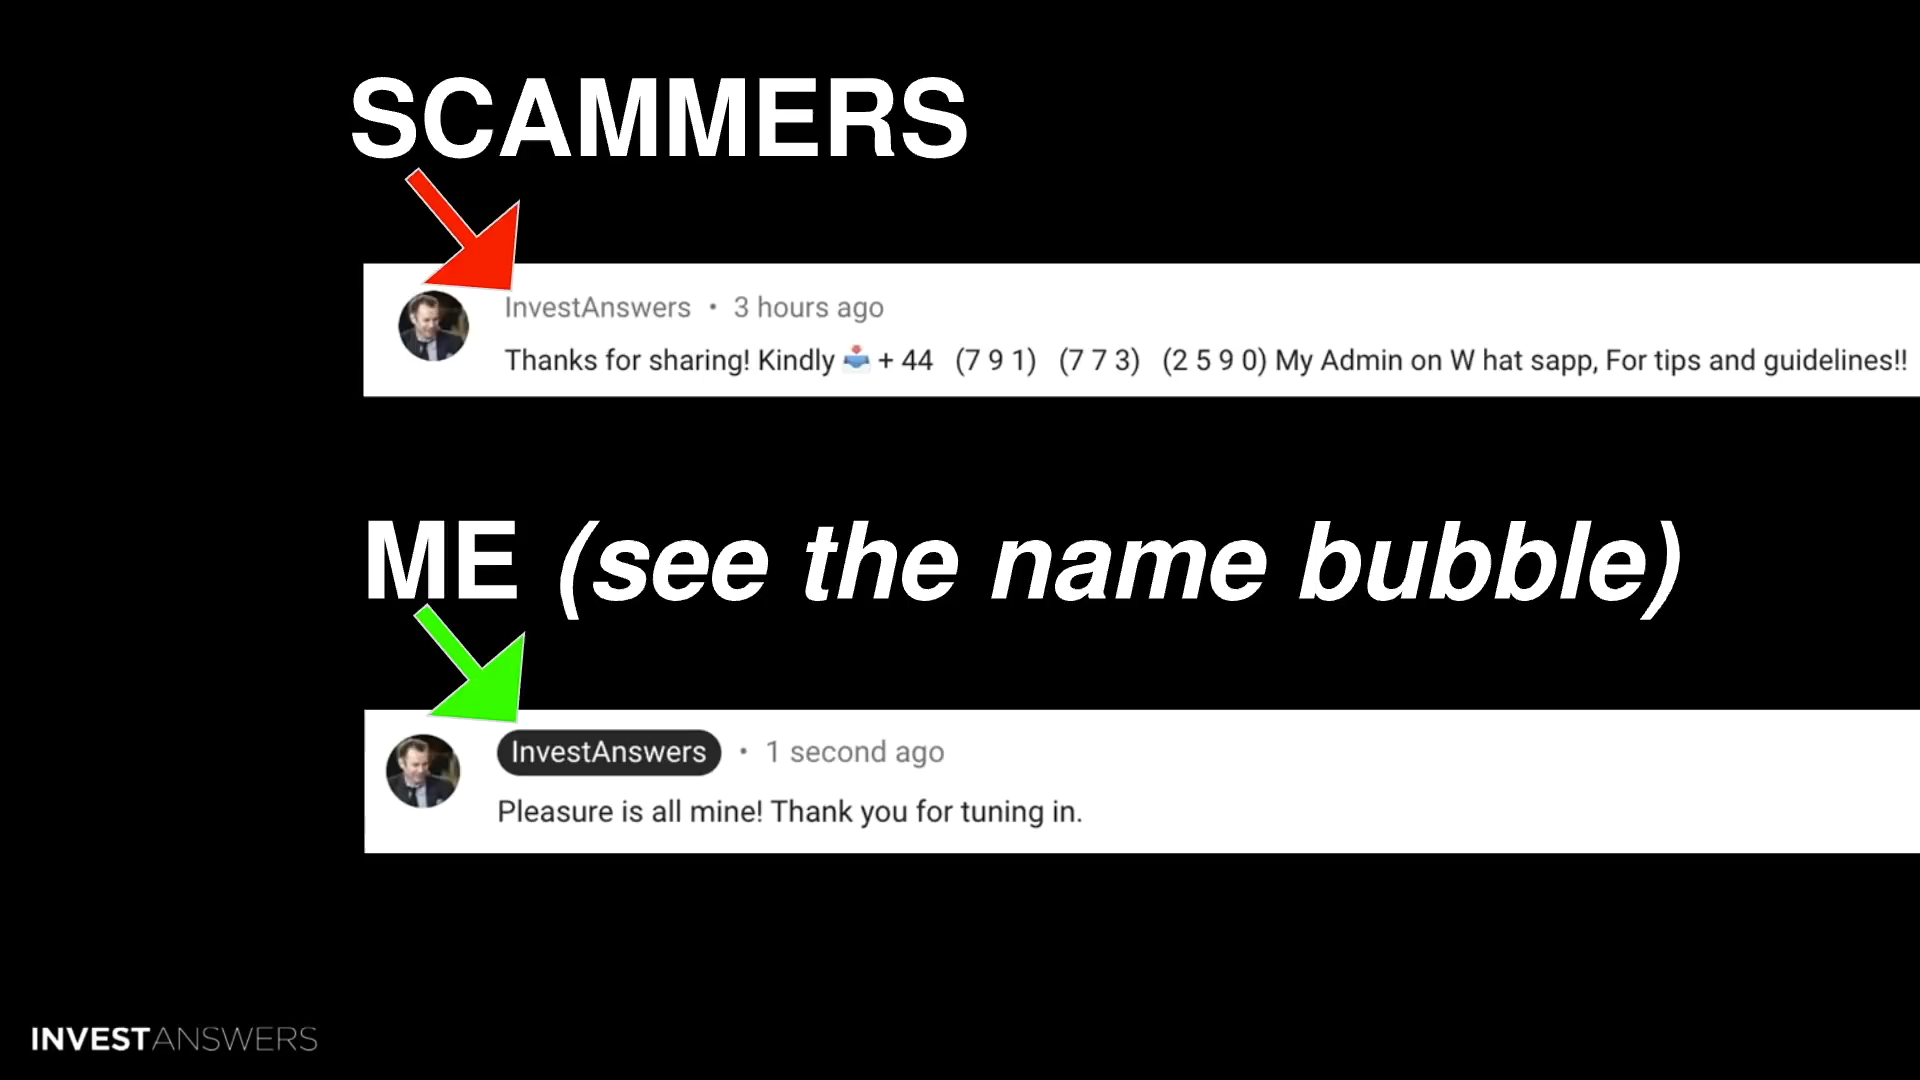 SCAMMERS
InvestAnswers • 3 hours ago
Thanks for sharing! Kindly 📥 + 44 (7 9 1) (7 7 3) (2 5 9 0) My Admin on W hat sapp, For tips and guidelines!!
ME (see the name bubble)
InvestAnswers • 1 second ago
Pleasure is all mine! Thank you for tuning in.
INVESTANSWERS